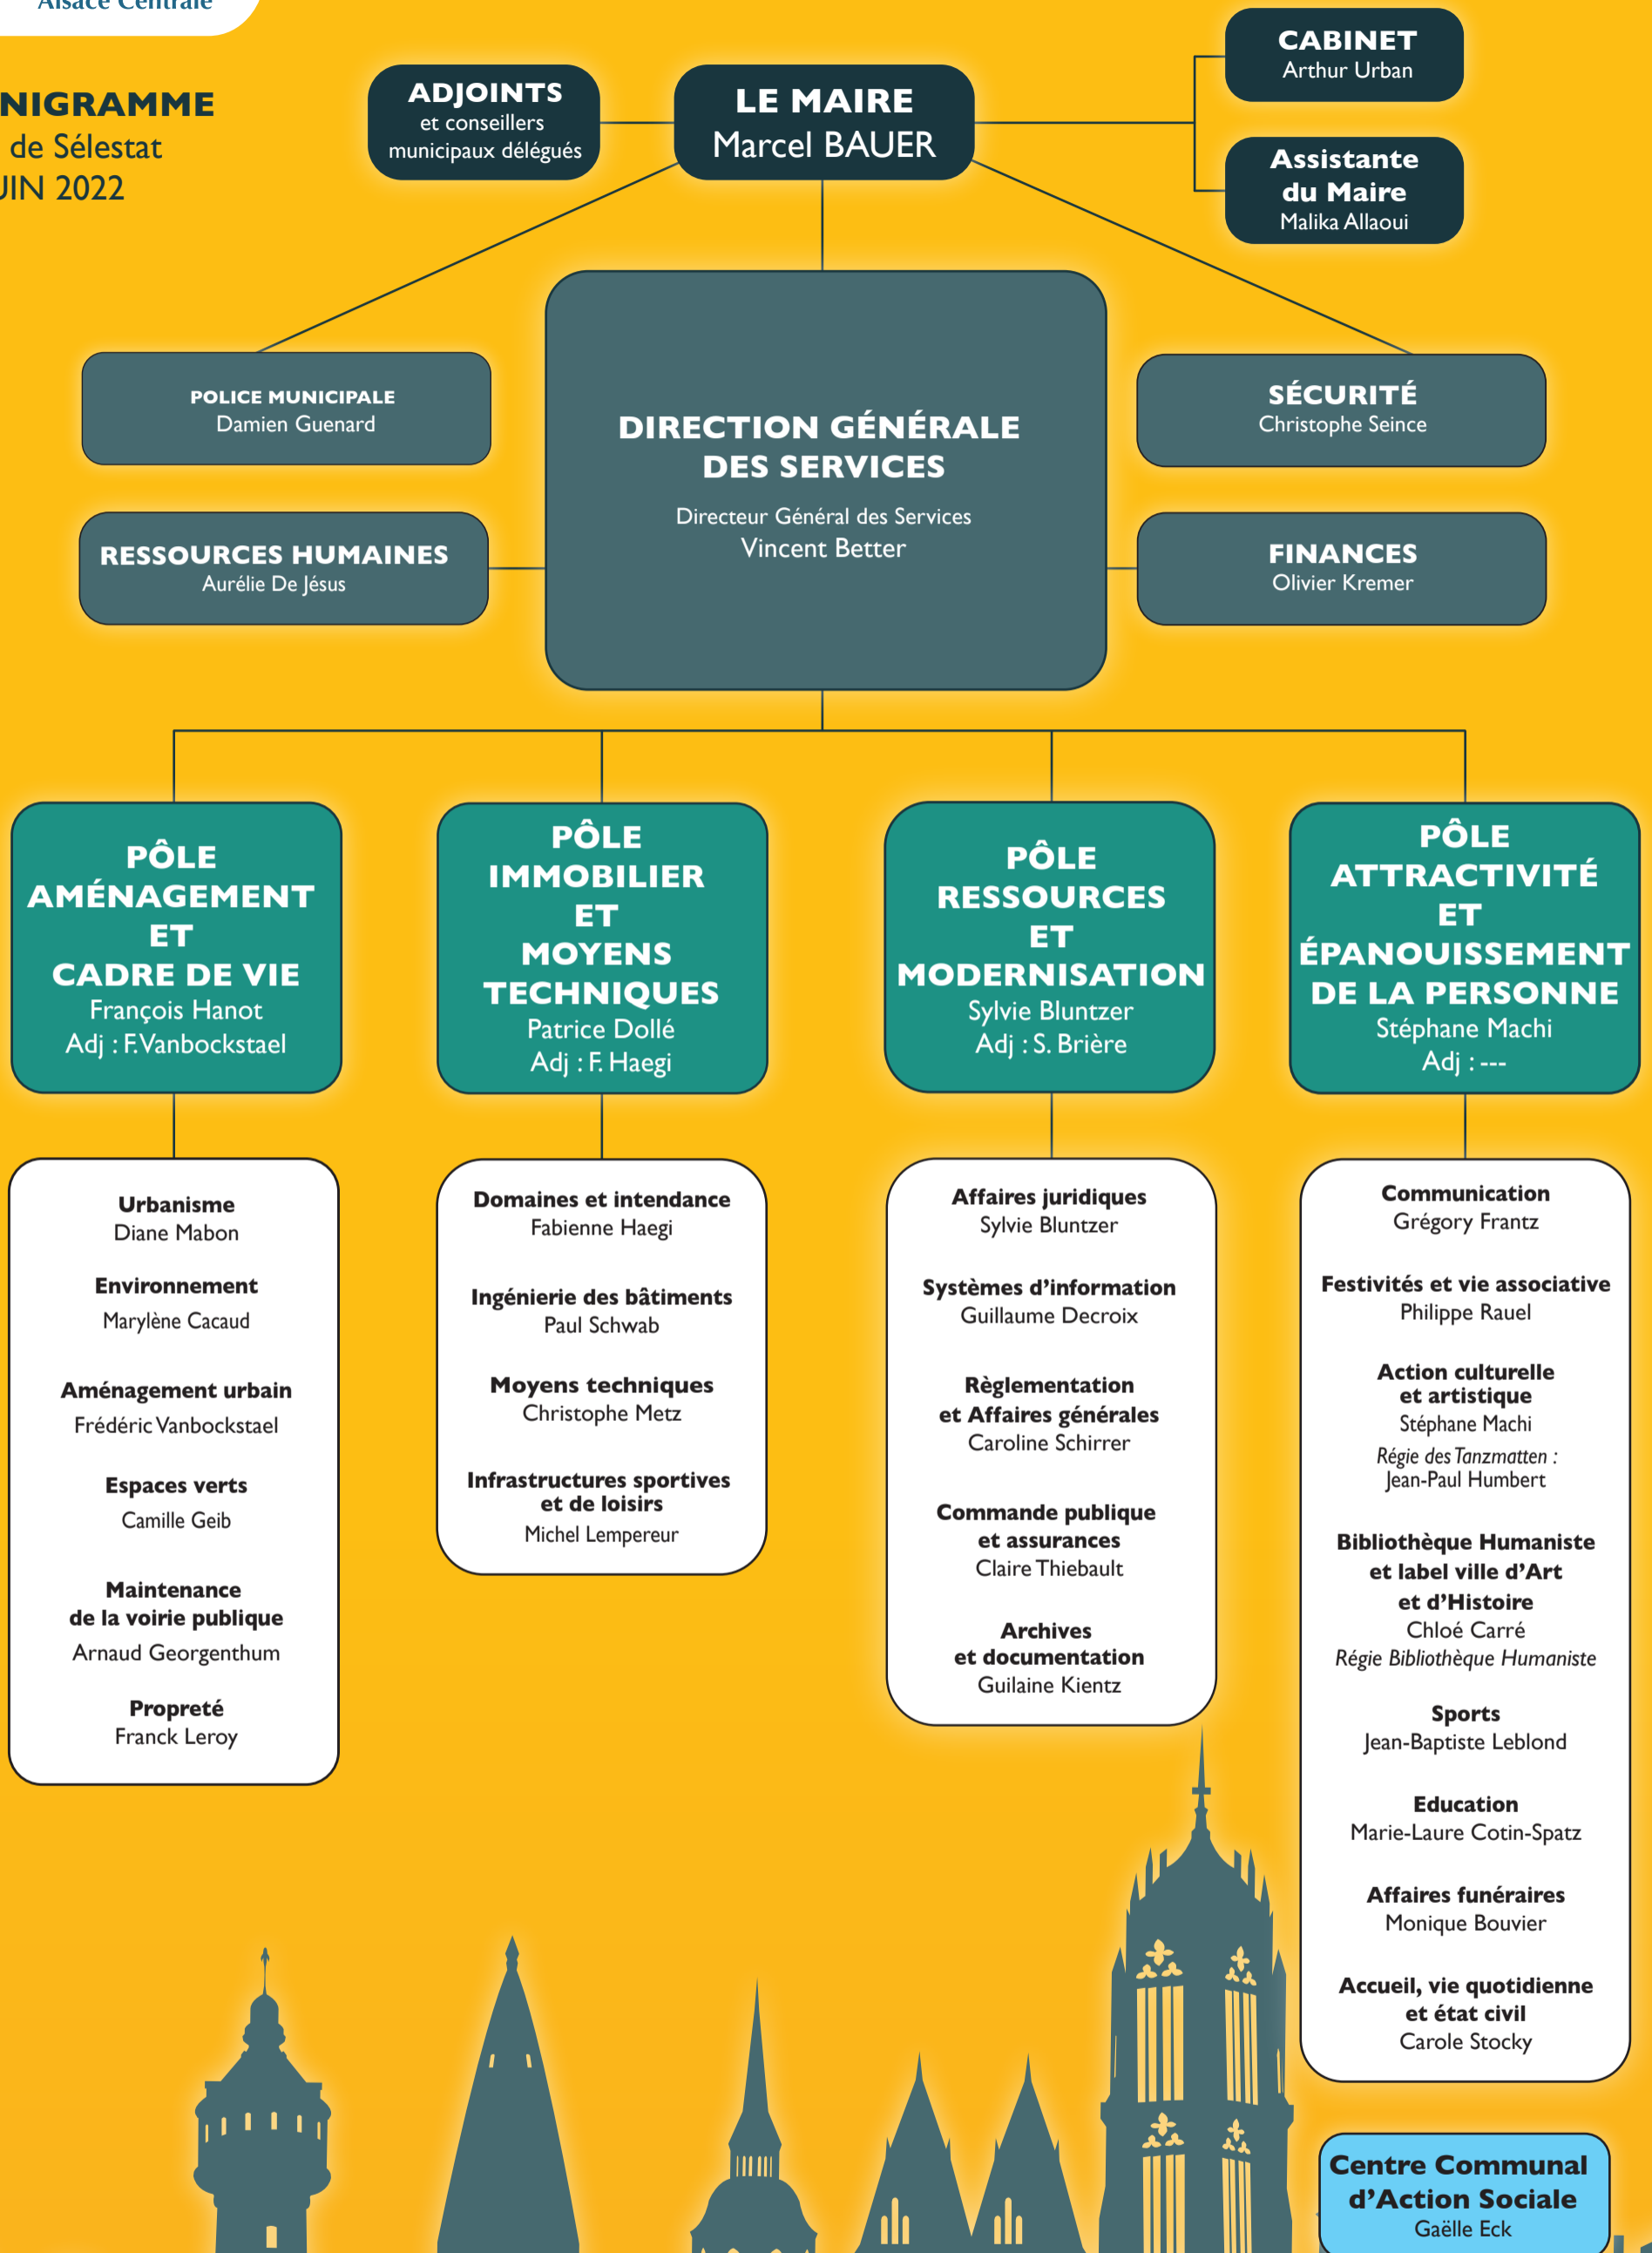 Alsace Centrale
NIGRAMME
de Sélestat
UIN 2022
ADJOINTS
et conseillers
municipaux délégués
LE MAIRE
Marcel BAUER
CABINET
Arthur Urban
Assistante
du Maire
Malika Allaoui
POLICE MUNICIPALE
Damien Guenard
DIRECTION GÉNÉRALE
DES SERVICES
Directeur Général des Services
Vincent Better
SÉCURITÉ
Christophe Seince
RESSOURCES HUMAINES
Aurélie De Jésus
FINANCES
Olivier Kremer
PÔLE
AMÉNAGEMENT
ET
CADRE DE VIE
François Hanot
Adj : F.Vanbockstael
PÔLE
IMMOBILIER
ET
MOYENS
TECHNIQUES
Patrice Dollé
Adj : F. Haegi
PÔLE
RESSOURCES
ET
MODERNISATION
Sylvie Bluntzer
Adj : S. Brière
PÔLE
ATTRACTIVITÉ
ET
ÉPANOUISSEMENT
DE LA PERSONNE
Stéphane Machi
Adj : ---
Urbanisme
Diane Mabon
Environnement
Marylène Cacaud
Aménagement urbain
Frédéric Vanbockstael
Espaces verts
Camille Geib
Maintenance
de la voirie publique
Arnaud Georgenthum
Propreté
Franck Leroy
Domaines et intendance
Fabienne Haegi
Ingénierie des bâtiments
Paul Schwab
Moyens techniques
Christophe Metz
Infrastructures sportives
et de loisirs
Michel Lempereur
Affaires juridiques
Sylvie Bluntzer
Systèmes d’information
Guillaume Decroix
Règlementation
et Affaires générales
Caroline Schirrer
Commande publique
et assurances
Claire Thiebault
Archives
et documentation
Guilaine Kientz
Communication
Grégory Frantz
Festivités et vie associative
Philippe Rauel
Action culturelle
et artistique
Stéphane Machi
Régie des Tanzmatten :
Jean-Paul Humbert
Bibliothèque Humaniste
et label ville d’Art
et d’Histoire
Chloé Carré
Régie Bibliothèque Humaniste
Sports
Jean-Baptiste Leblond
Education
Marie-Laure Cotin-Spatz
Affaires funéraires
Monique Bouvier
Accueil, vie quotidienne
et état civil
Carole Stocky
Centre Communal
d’Action Sociale
Gaëlle Eck